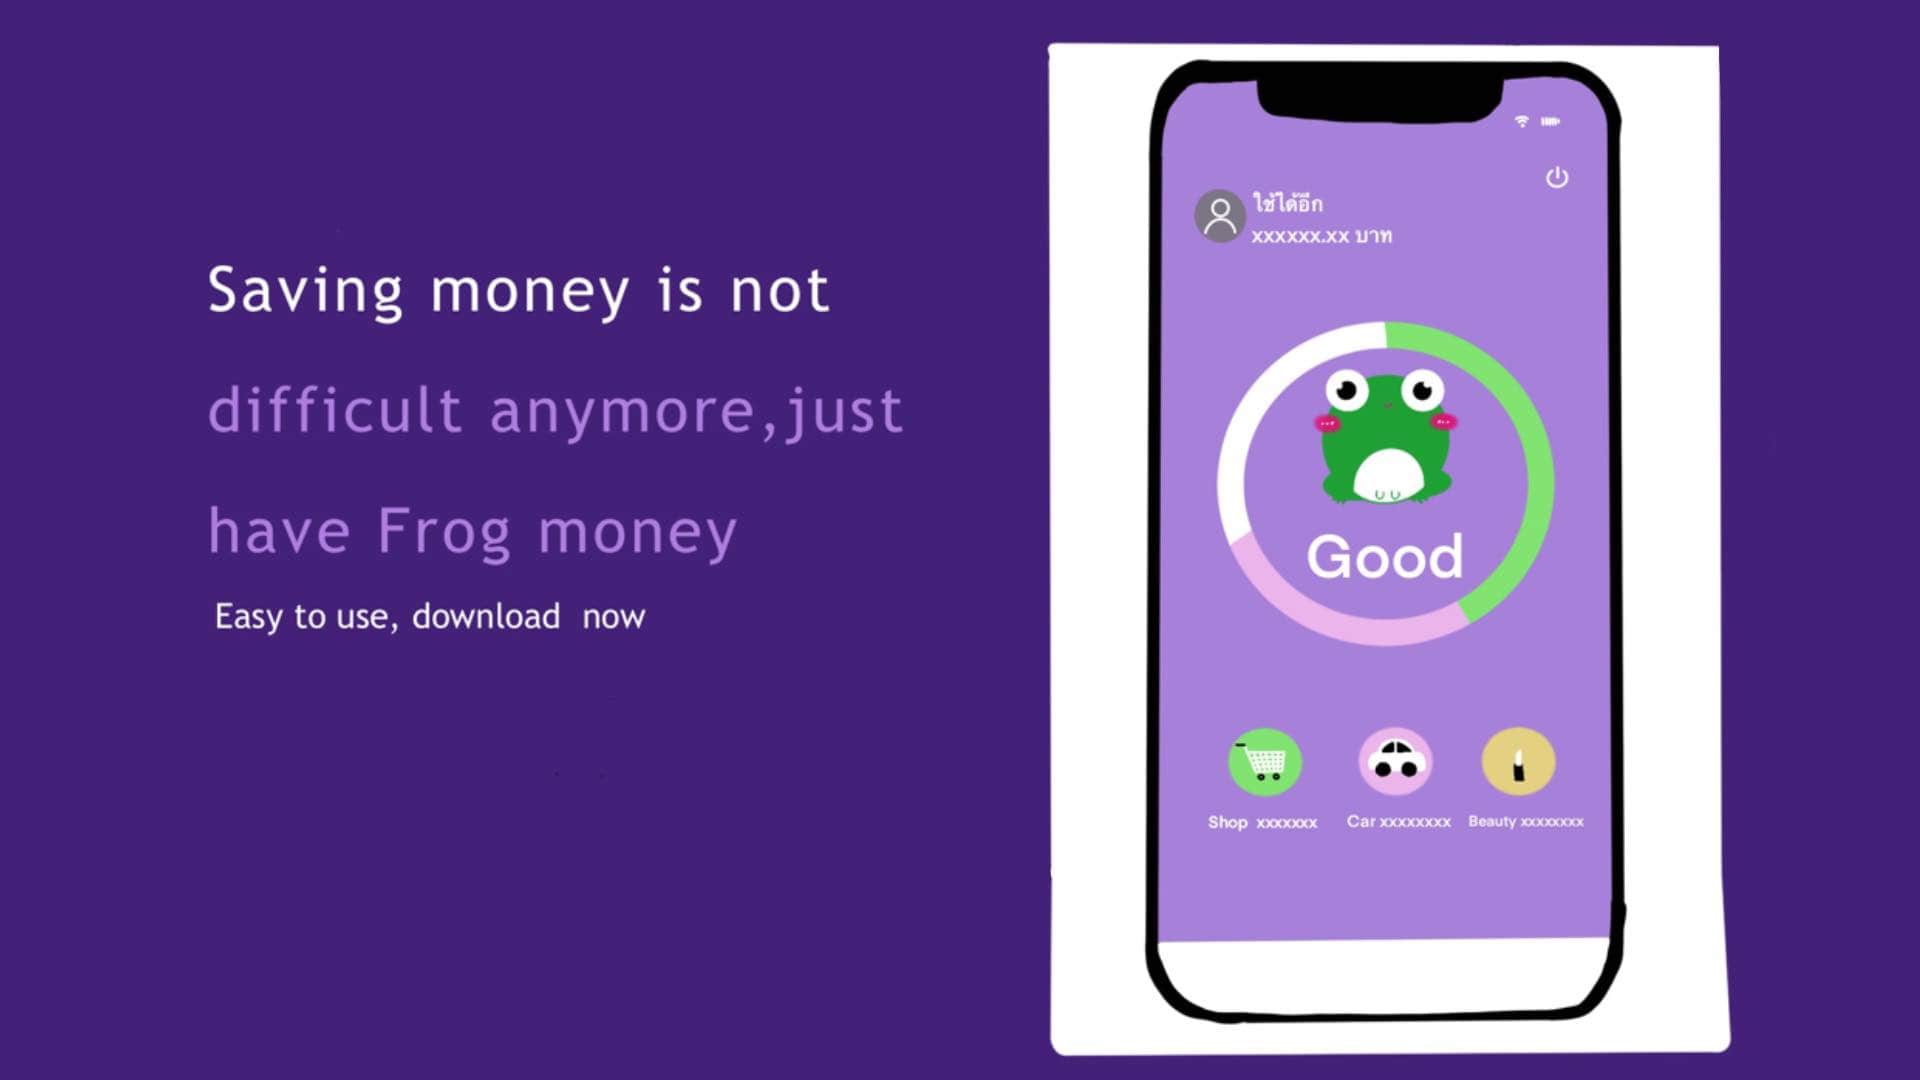 Saving money is not
difficult anymore,just
have Frog money
Easy to use, download now
ใช้ได้อีก
xxxxxx.xx บาท
Good
Shop xxxxxxx
Car xxxxxxxx
Beauty xxxxxxxx